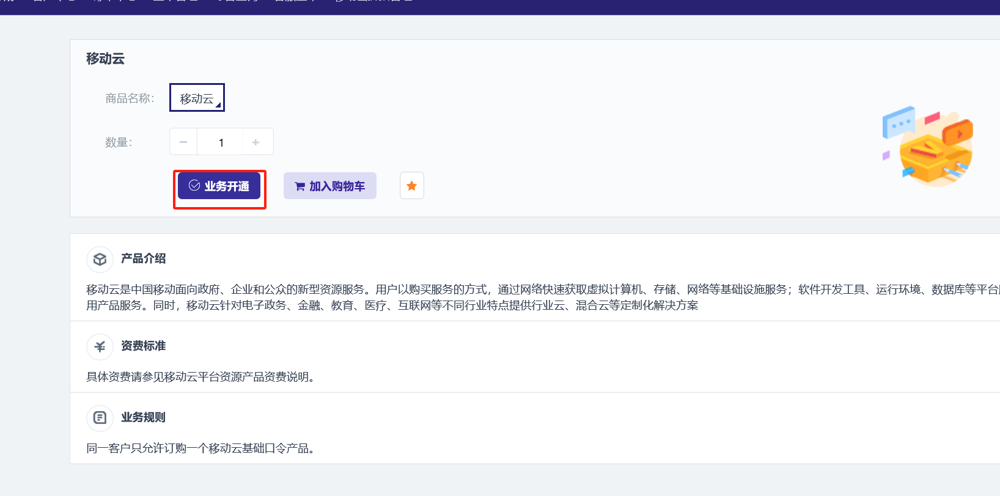 移动云
商品名称：
移动云
数量：
1
业务开通
加入购物车
产品介绍
移动云是中国移动面向政府、企业和公众的新型资源服务。用户以购买服务的方式，通过网络快速获取虚拟计算机、存储、网络等基础设施服务；软件开发工具、运行环境、数据库等平台
用产品服务。同时，移动云针对电子政务、金融、教育、医疗、互联网等不同行业特点提供行业云、混合云等定制化解决方案
资费标准
具体资费请参见移动云平台资源产品资费说明。
业务规则
同一客户只允许订购一个移动云基础口令产品。